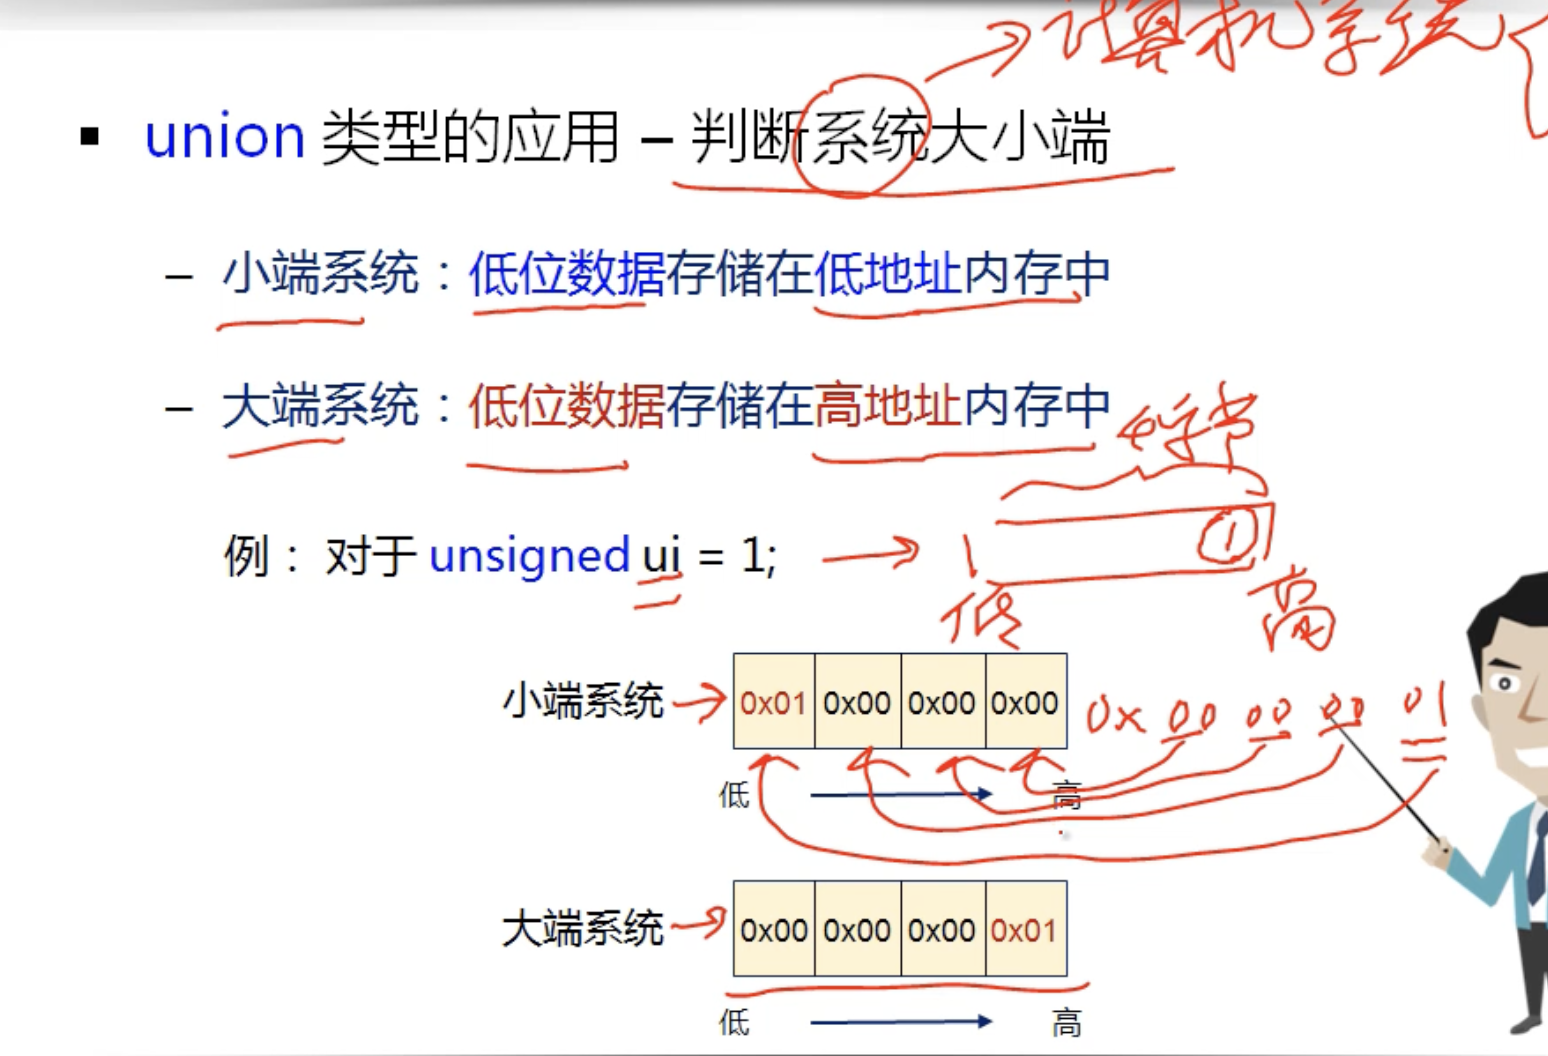 计算机系统
union 类型的应用 – 判断系统大小端
– 小端系统：低位数据存储在低地址内存中
– 大端系统：低位数据存储在高地址内存中
4字节
例： 对于 unsigned ui = 1;
1
1
低 高
小端系统 0x01 0x00 0x00 0x00 0x 00 00 00 01
低 高
大端系统 0x00 0x00 0x00 0x01
低 高